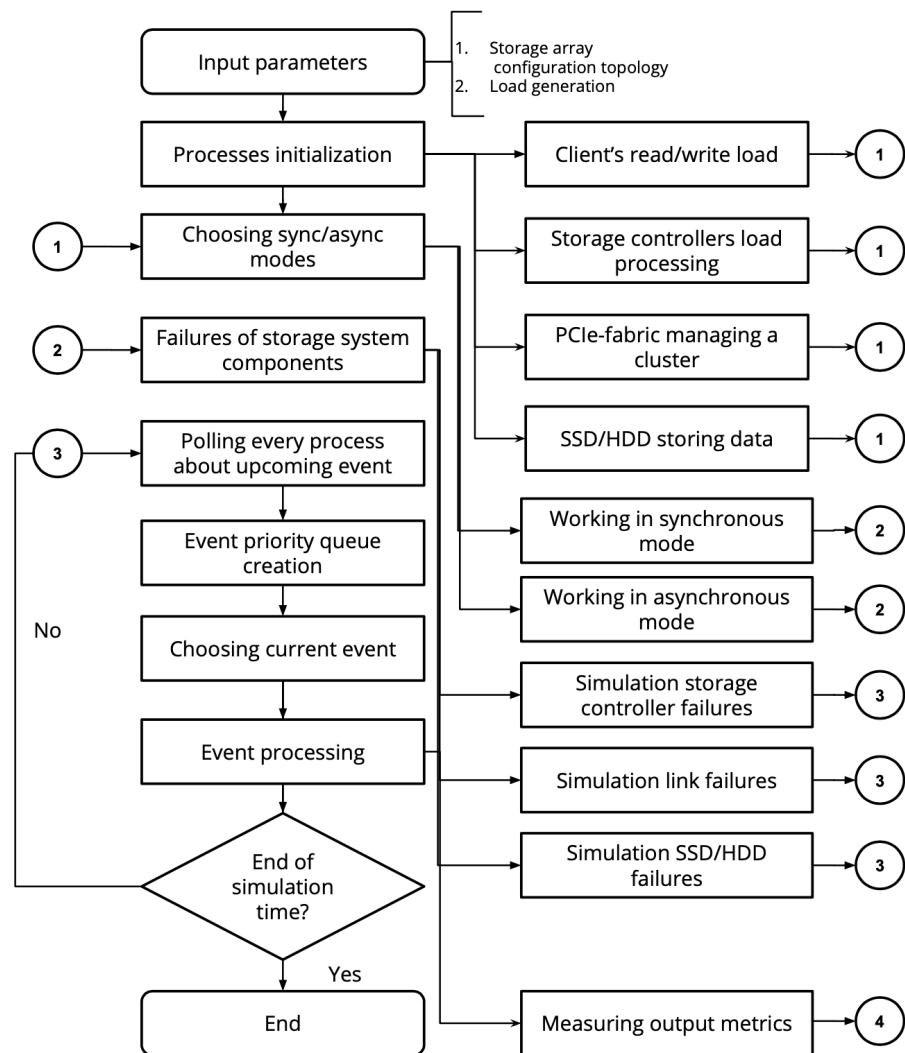 Input parameters
1. Storage array
configuration topology
2. Load generation
Processes initialization
Client's read/write load
1
1
Choosing sync/async
modes
Storage controllers load
processing
1
2
Failures of storage system
components
PCIe-fabric managing a
cluster
1
3
Polling every process
about upcoming event
SSD/HDD storing data
1
Event priority queue
creation
Working in synchronous
mode
2
No
Choosing current event
Working in asynchronous
mode
2
Simulation storage
controller failures
3
Event processing
Simulation link failures
3
End of
simulation
time?
Simulation SSD/HDD
failures
3
Yes
End
Measuring output metrics
4